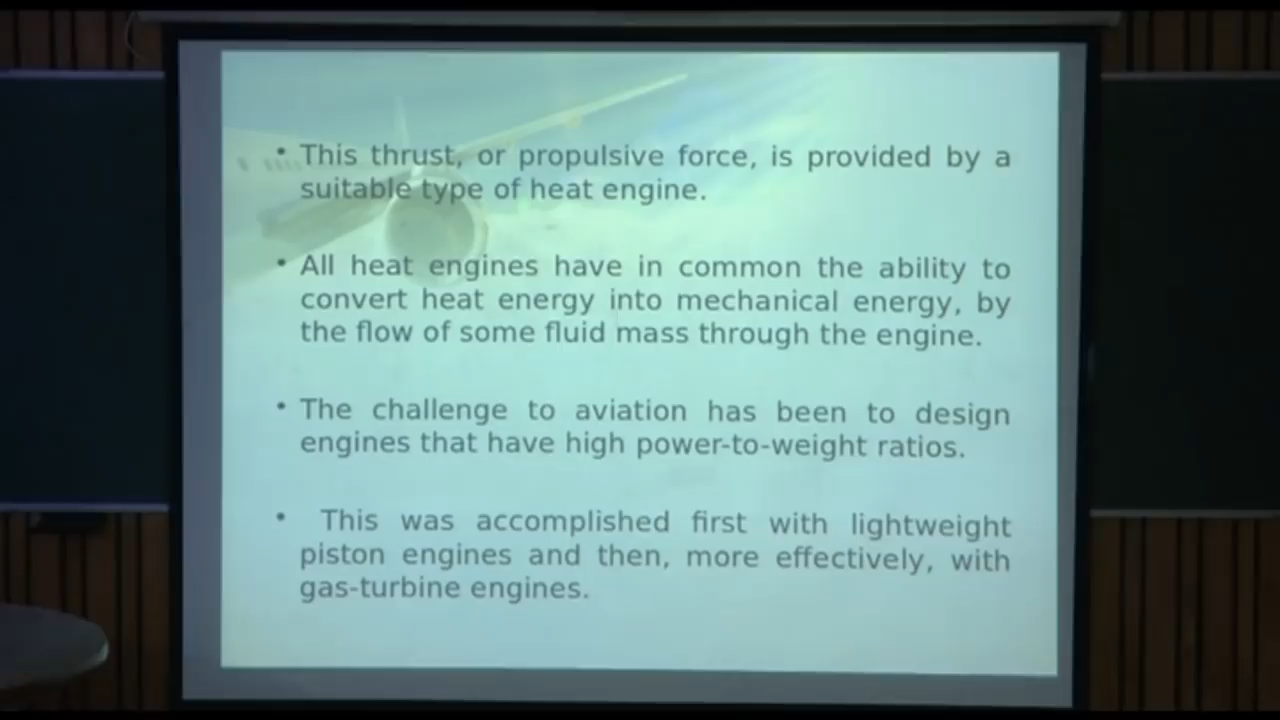 • This thrust, or propulsive force, is provided by a
suitable type of heat engine.
• All heat engines have in common the ability to
convert heat energy into mechanical energy, by
the flow of some fluid mass through the engine.
• The challenge to aviation has been to design
engines that have high power-to-weight ratios.
• This was accomplished first with lightweight
piston engines and then, more effectively, with
gas-turbine engines.